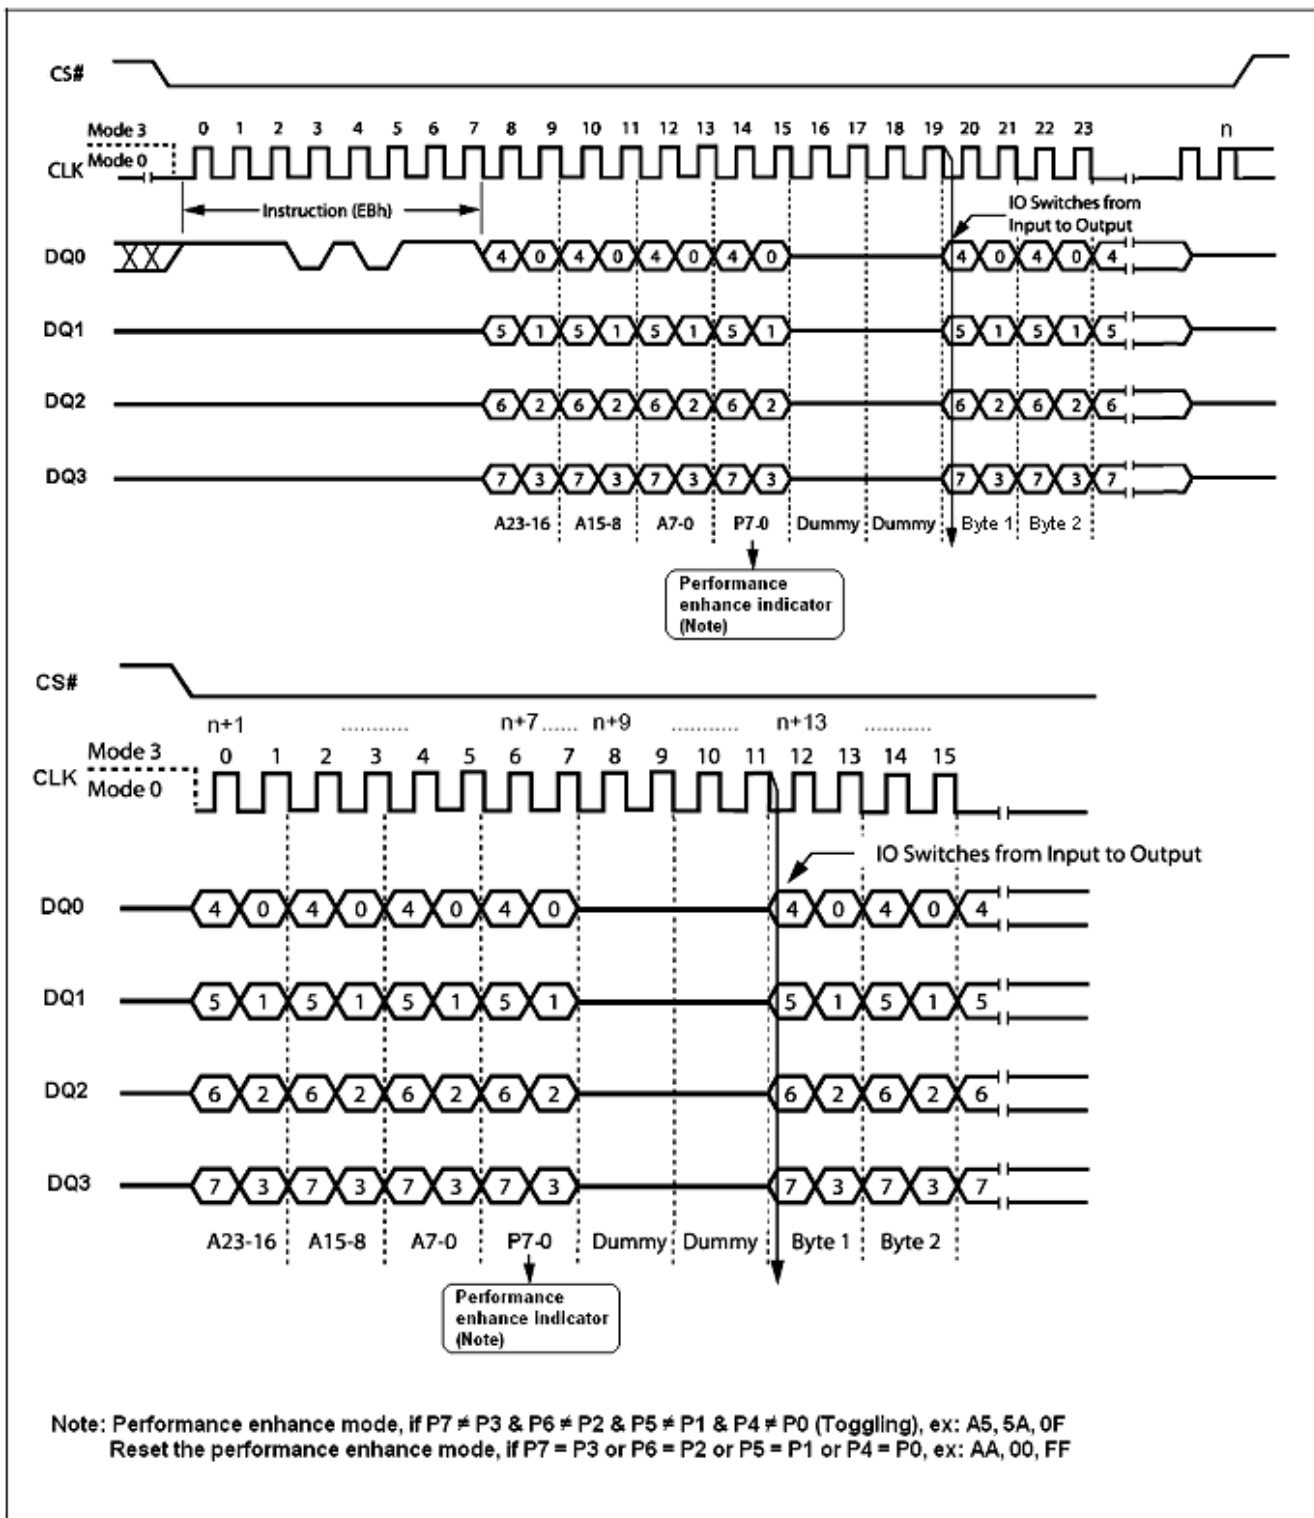 CS#
Mode 3
0 1 2 3 4 5 6 7 8 9 10 11 12 13 14 15 16 17 18 19 20 21 22 23 n
CLK Mode 0
Instruction (EBh)
IO Switches from
Input to Output
DQ0 4 0 4 0 4 0 4 0 4 0 4 0 4
DQ1 5 1 5 1 5 1 5 1 5 1 5 1 5
DQ2 6 2 6 2 6 2 6 2 6 2 6 2 6
DQ3 7 3 7 3 7 3 7 3 7 3 7 3 7
A23-16 A15-8 A7-0 P7-0 Dummy Dummy Byte 1 Byte 2
Performance
enhance indicator
(Note)
CS#
n+1 ............ n+7 ...... n+9 ............ n+13 ............
Mode 3
0 1 2 3 4 5 6 7 8 9 10 11 12 13 14 15
CLK Mode 0
IO Switches from Input to Output
DQ0 4 0 4 0 4 0 4 0 4 0 4 0 4
DQ1 5 1 5 1 5 1 5 1 5 1 5 1 5
DQ2 6 2 6 2 6 2 6 2 6 2 6 2 6
DQ3 7 3 7 3 7 3 7 3 7 3 7 3 7
A23-16 A15-8 A7-0 P7-0 Dummy Dummy Byte 1 Byte 2
Performance
enhance indicator
(Note)
Note: Performance enhance mode, if P7 ≠ P3 & P6 ≠ P2 & P5 ≠ P1 & P4 ≠ P0 (Toggling), ex: A5, 5A, 0F
Reset the performance enhance mode, if P7 = P3 or P6 = P2 or P5 = P1 or P4 = P0, ex: AA, 00, FF